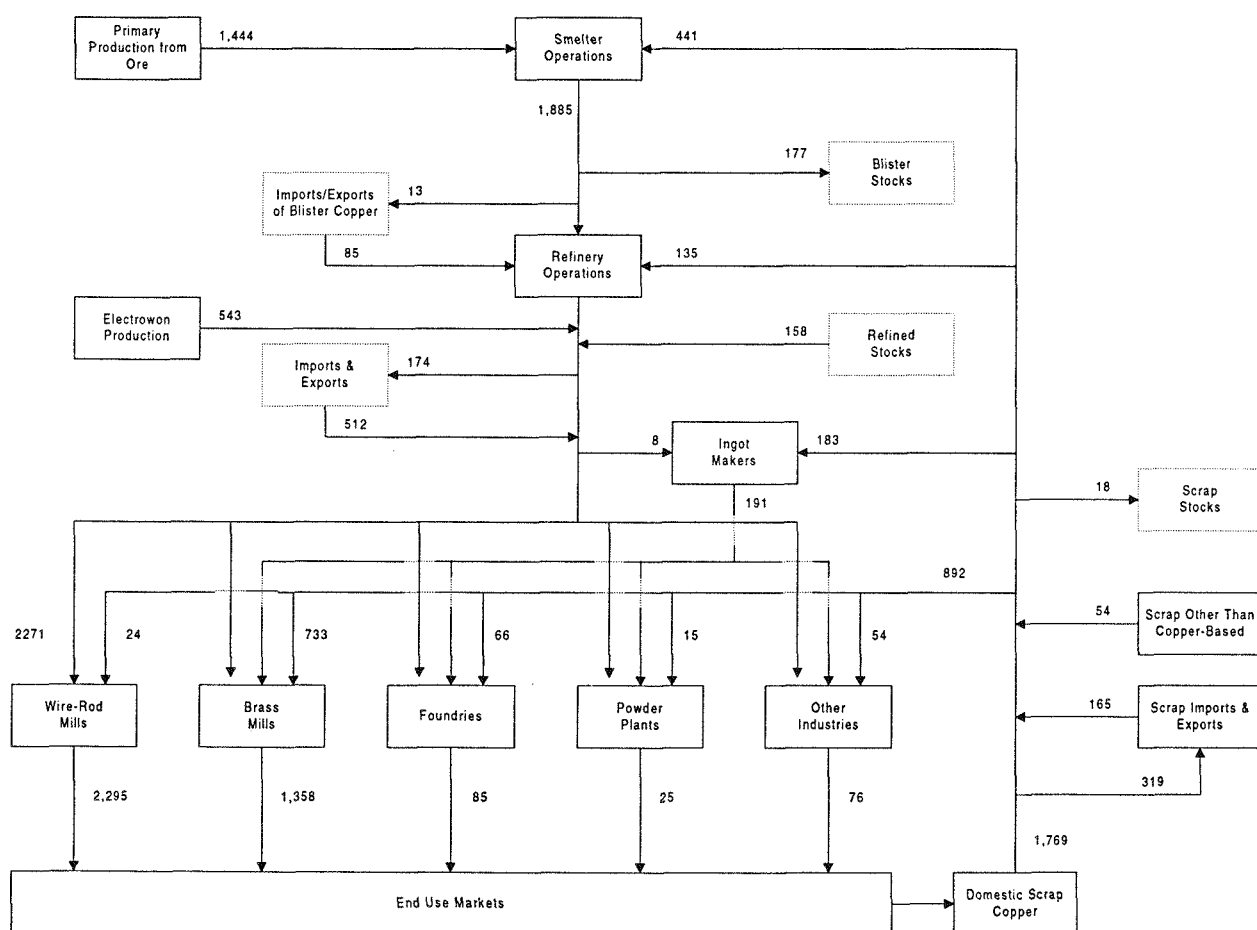 Primary
Production from
Ore
1,444
Smelter
Operations
441
1,885
177
Blister
Stocks
Imports/Exports
of Blister Copper
13
85
Refinery
Operations
135
Electrowon
Production
543
158
Refined
Stocks
Imports &
Exports
174
512
8
Ingot
Makers
183
191
18
Scrap
Stocks
892
54
Scrap Other Than
Copper-Based
2271
24
733
66
15
54
Wire-Rod
Mills
Brass
Mills
Foundries
Powder
Plants
Other
Industries
165
Scrap Imports &
Exports
319
2,295
1,358
85
25
76
1,769
End Use Markets
Domestic Scrap
Copper